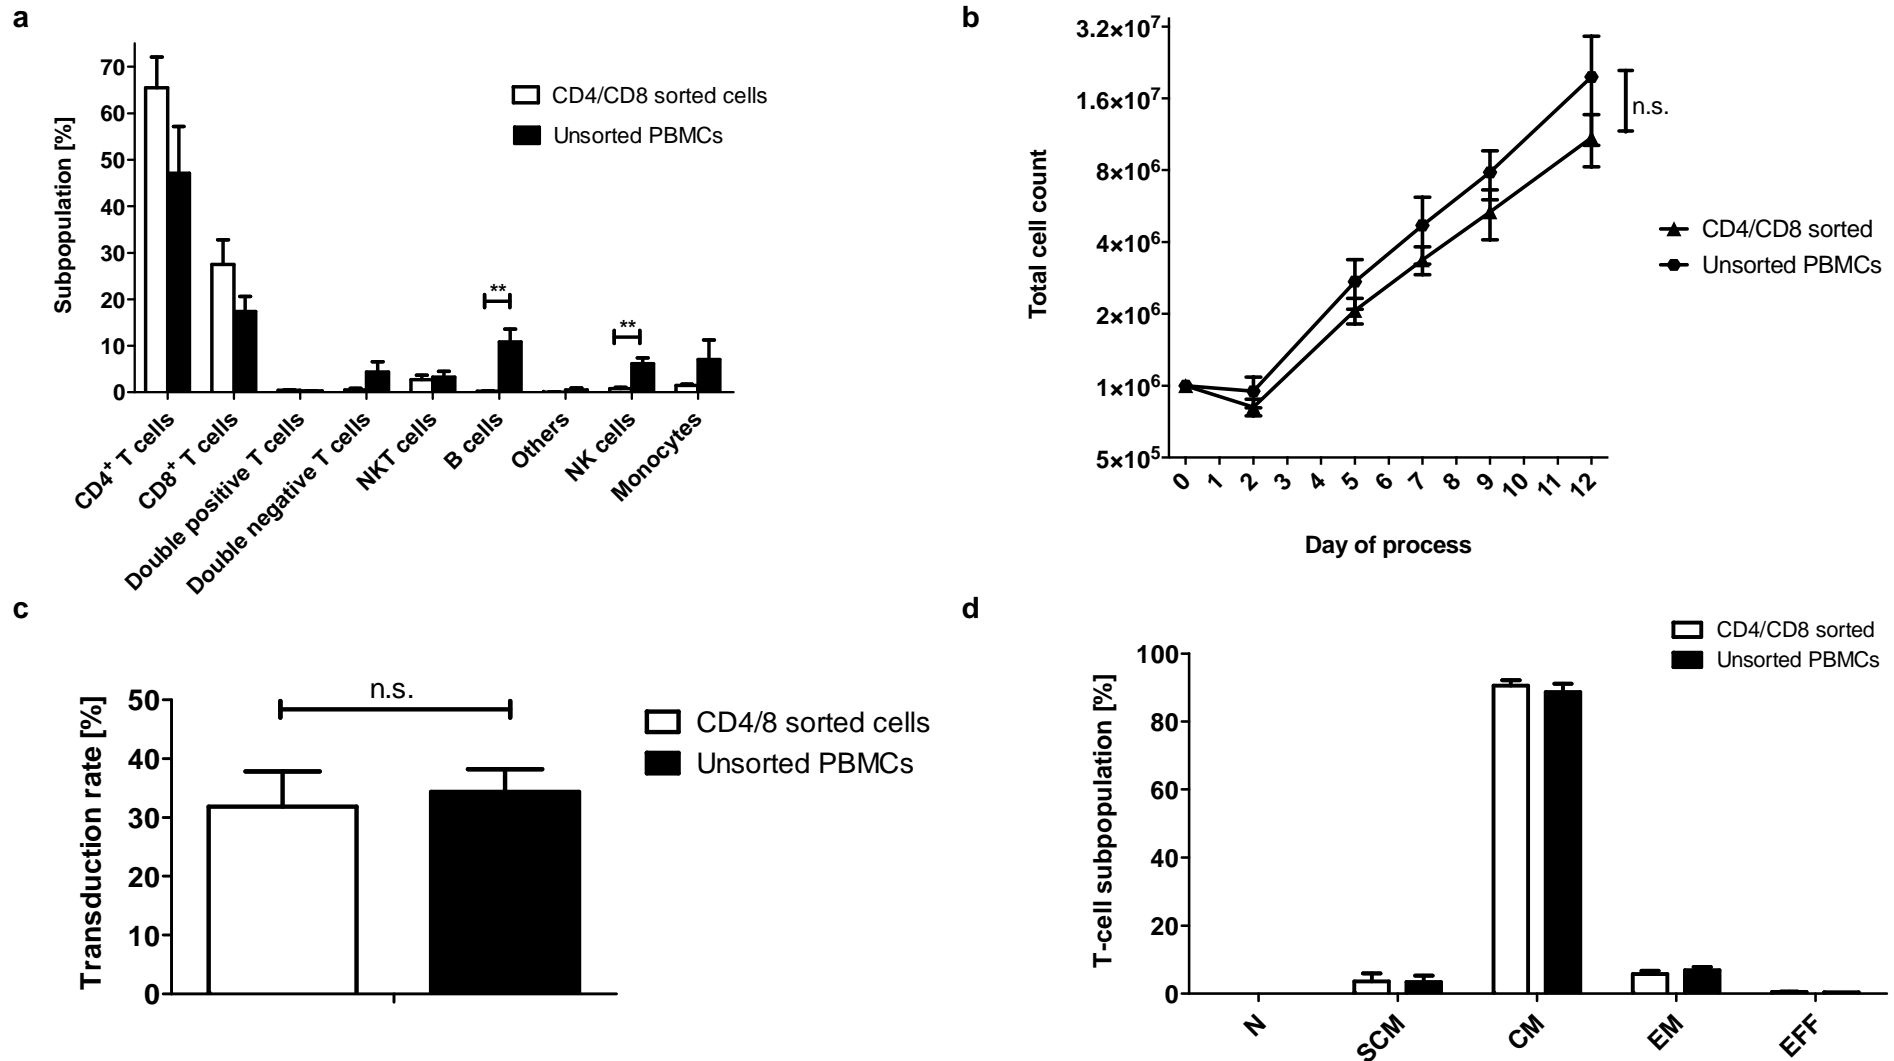 a
Subpopulation [%]
70
60
50
40
30
20
10
0
CD4/CD8 sorted cells
Unsorted PBMCs
**
**
CD4⁺ T cells
CD8⁺ T cells
Double positive T cells
Double negative T cells
NKT cells
B cells
Others
NK cells
Monocytes
b
Total cell count
3.2×10⁷
1.6×10⁷
8×10⁶
4×10⁶
2×10⁶
1×10⁶
5×10⁵
n.s.
CD4/CD8 sorted
Unsorted PBMCs
0 1 2 3 4 5 6 7 8 9 10 11 12
Day of process
c
Transduction rate [%]
50
40
30
20
10
0
n.s.
CD4/8 sorted cells
Unsorted PBMCs
d
T-cell subpopulation [%]
100
80
60
40
20
0
CD4/CD8 sorted
Unsorted PBMCs
N
SCM
CM
EM
EFF